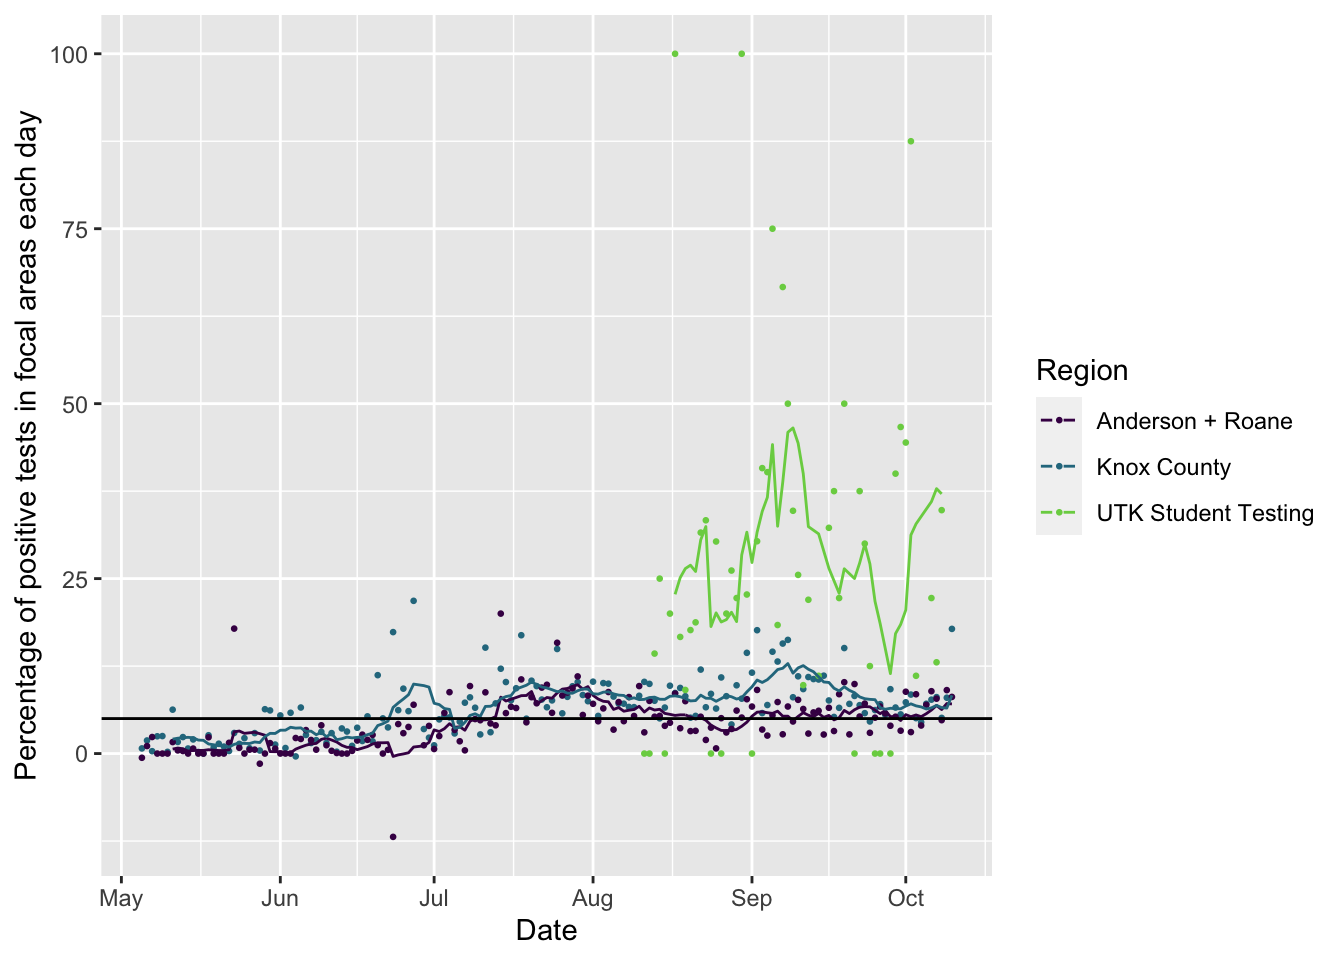 Percentage of positive tests in focal areas each day
100
75
50
25
0
May
Jun
Jul
Aug
Sep
Oct
Date
Region
Anderson + Roane
Knox County
UTK Student Testing